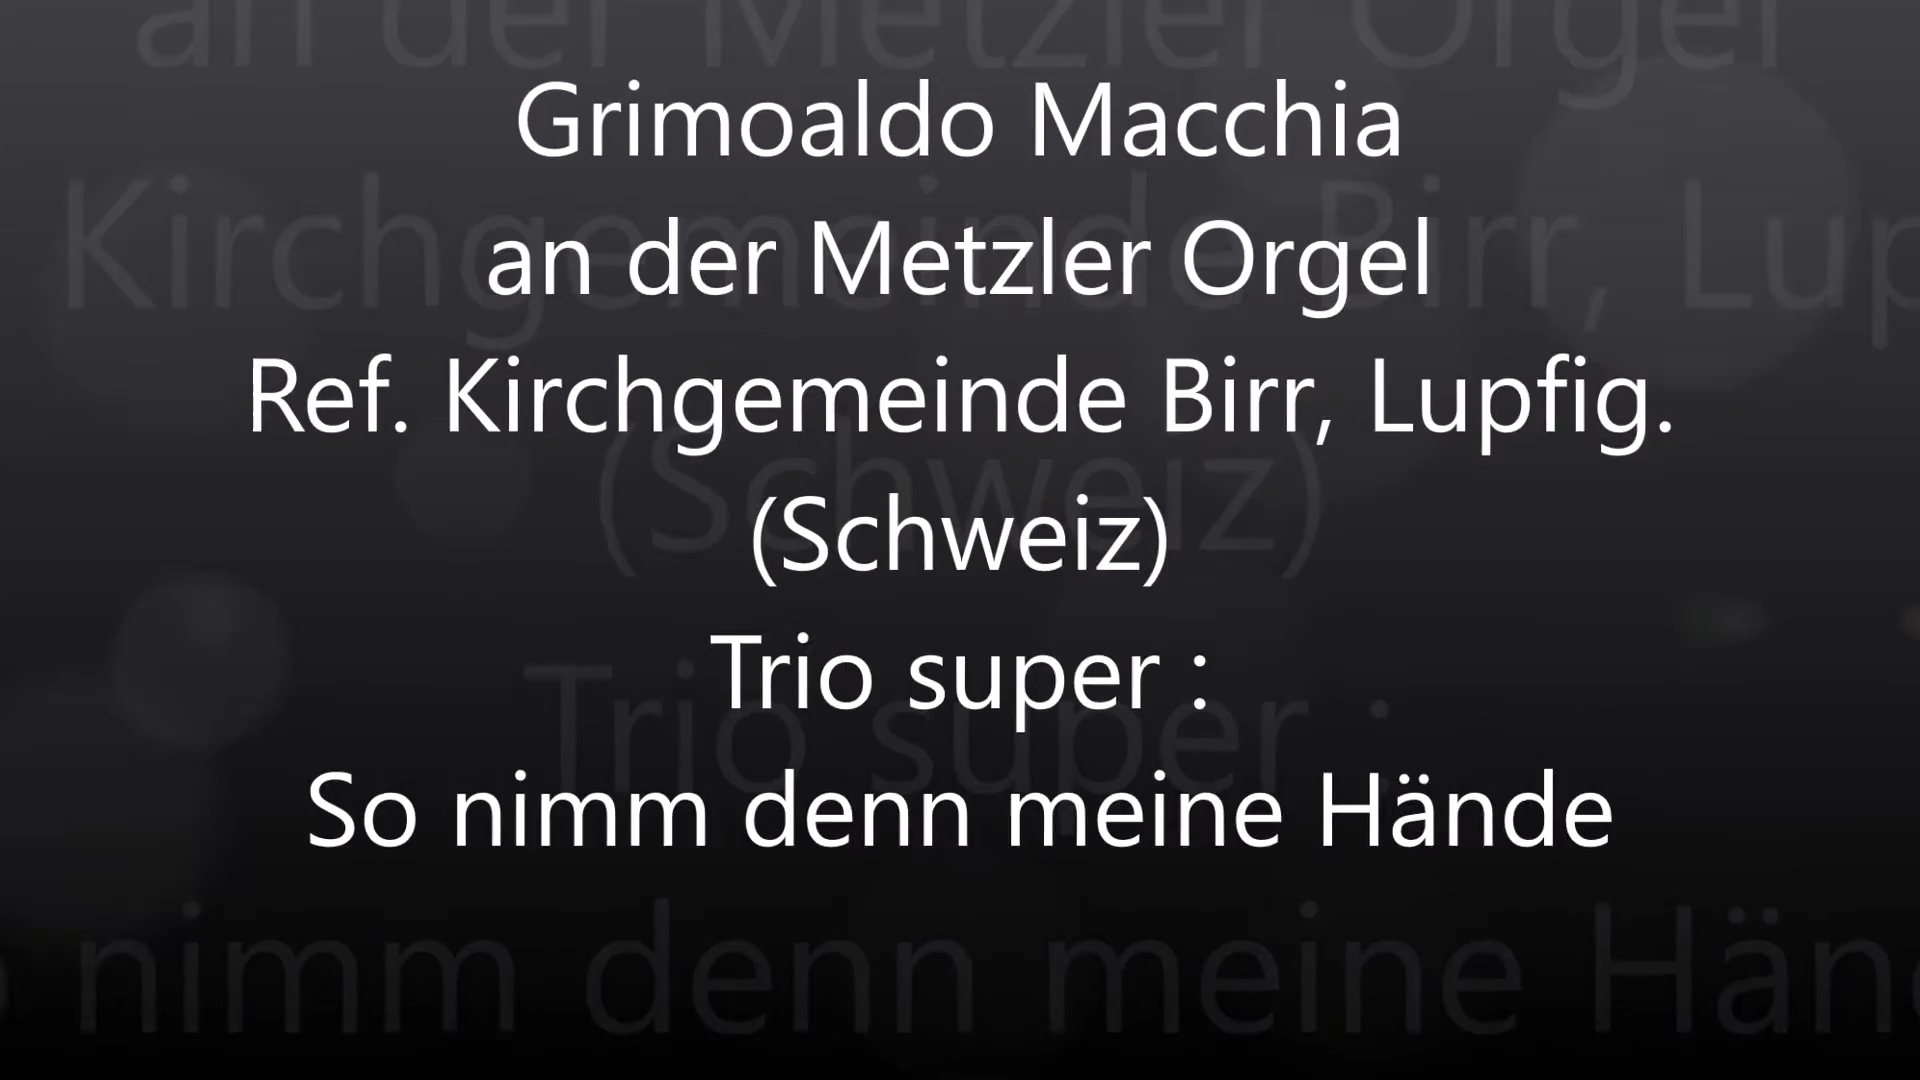 Grimoaldo Macchia
an der Metzler Orgel
Ref. Kirchgemeinde Birr, Lupfig.
(Schweiz)
Trio super :
So nimm denn meine Hände